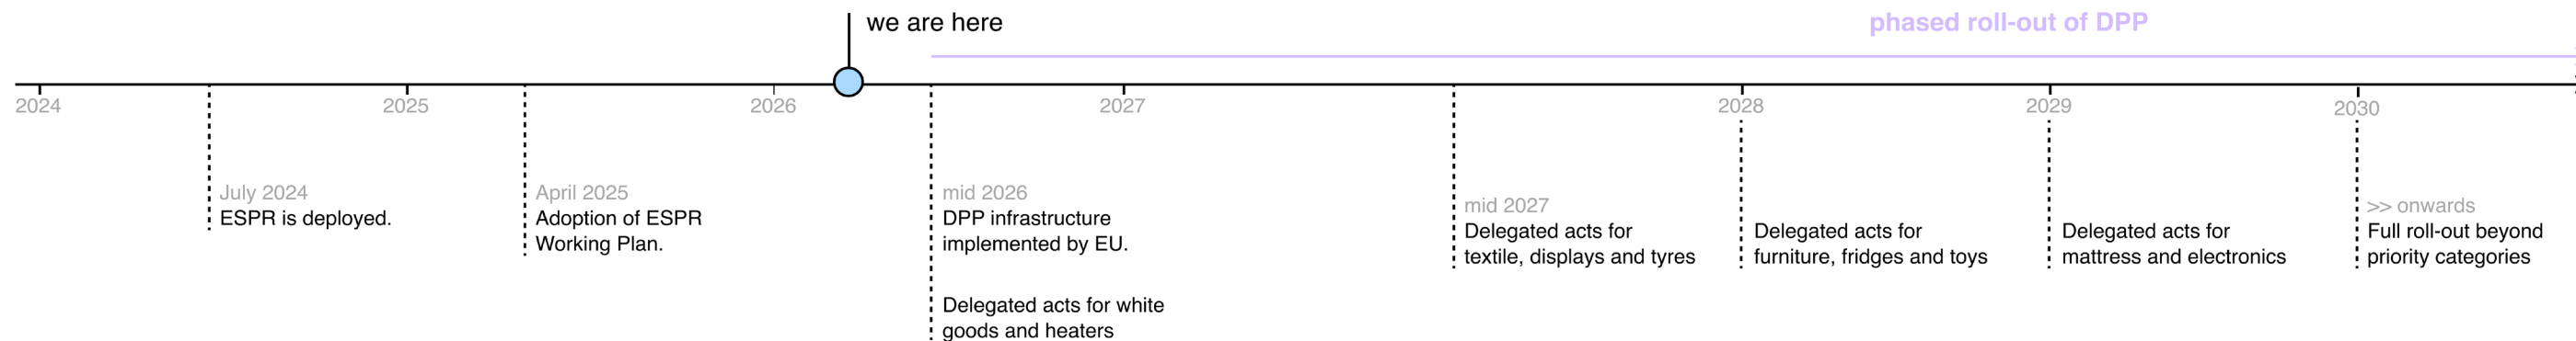 we are here
phased roll-out of DPP
2024
2025
2026
2027
2028
2029
2030
July 2024
ESPR is deployed.
April 2025
Adoption of ESPR
Working Plan.
mid 2026
DPP infrastructure
implemented by EU.
Delegated acts for white
goods and heaters
mid 2027
Delegated acts for
textile, displays and tyres
Delegated acts for
furniture, fridges and toys
Delegated acts for
mattress and electronics
>> onwards
Full roll-out beyond
priority categories